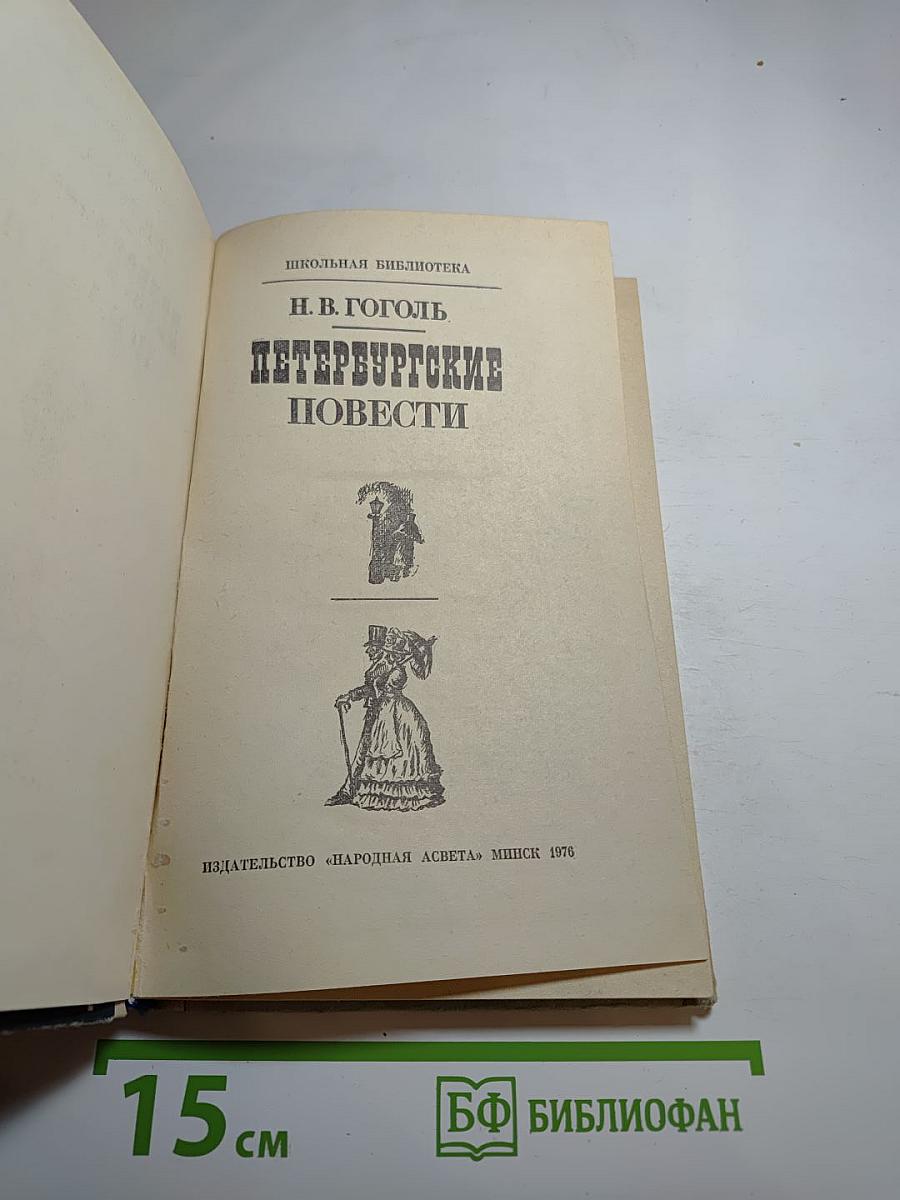 ШКОЛЬНАЯ БИБЛИОТЕКА
Н. В. ГОГОЛЬ
ПЕТЕРБУРГСКИЕ
ПОВЕСТИ
ИЗДАТЕЛЬСТВО «НАРОДНАЯ АСВЕТА» МИНСК 1976
15 см
БФ БИБЛИОФАН